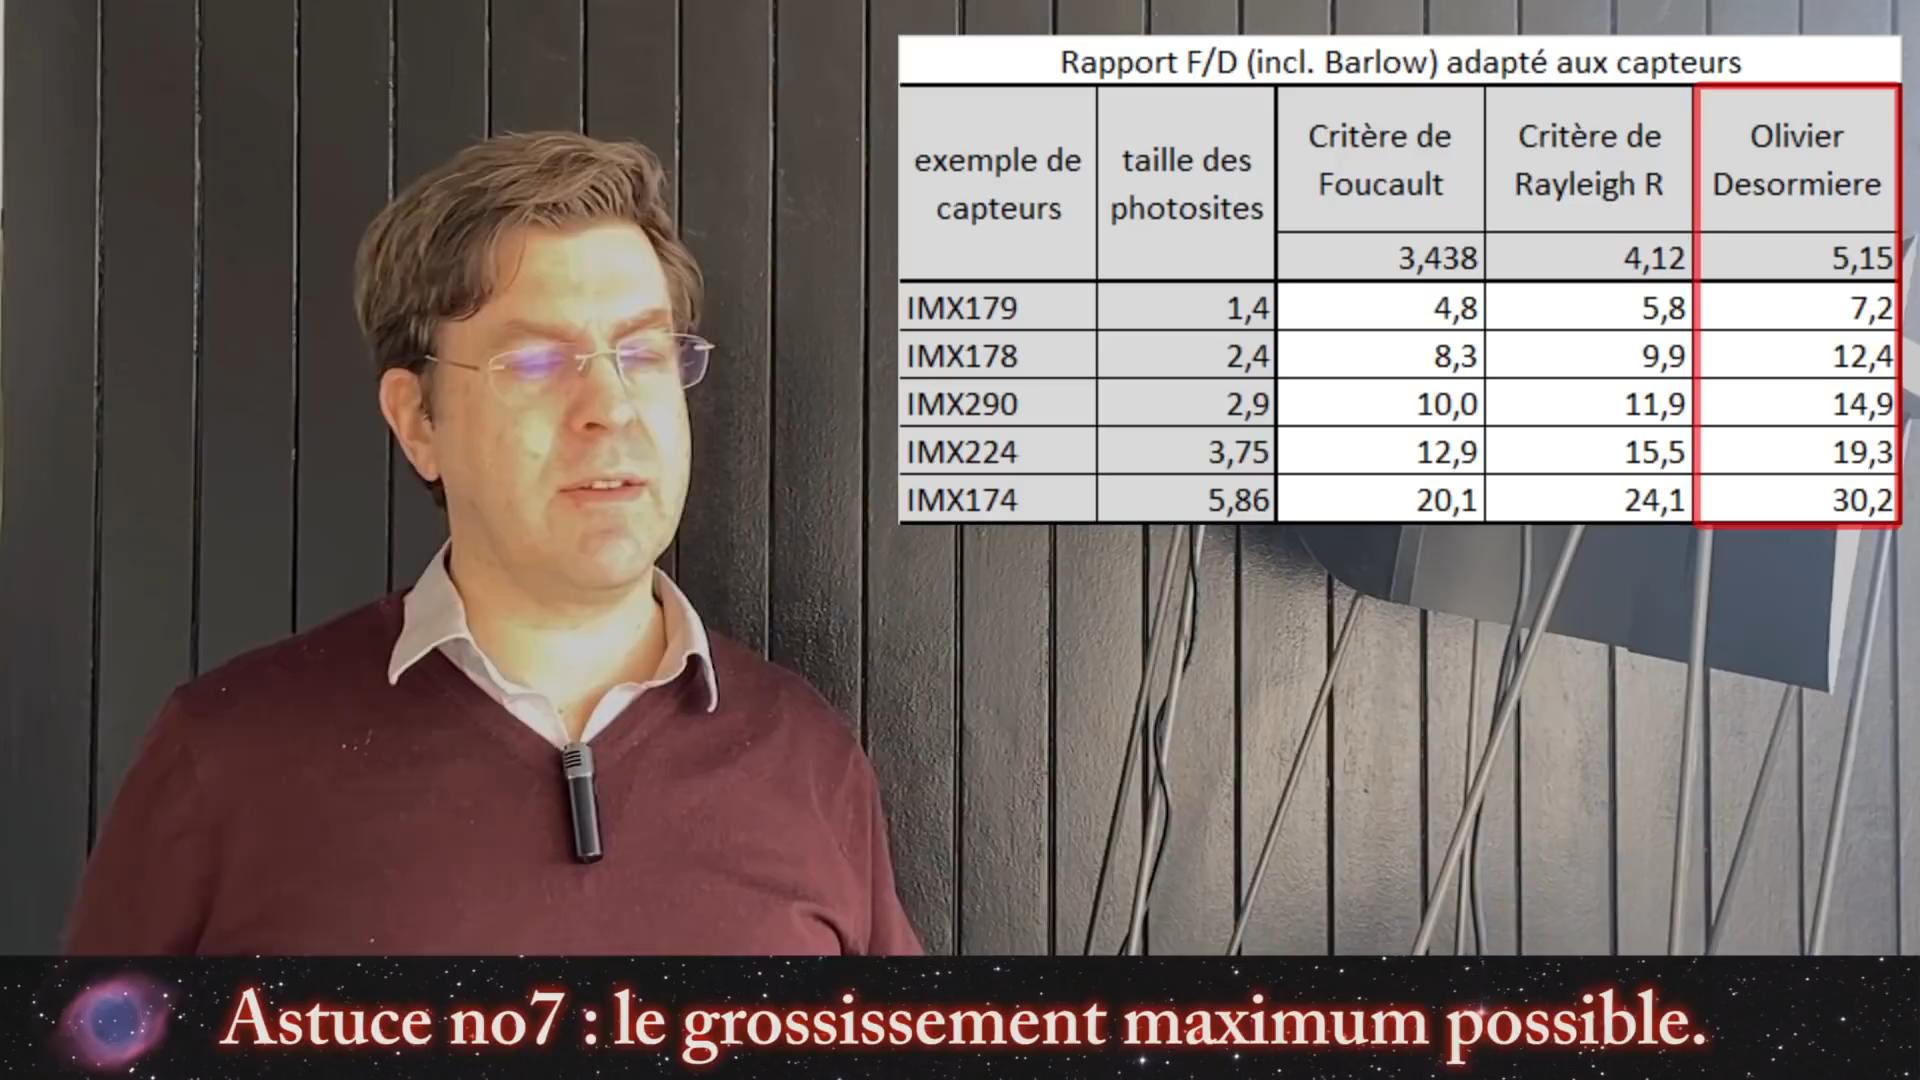 Rapport F/D (incl. Barlow) adapté aux capteurs
exemple de capteurs
taille des photosites
Critère de Foucault
Critère de Rayleigh R
Olivier Desormiere
3,438 4,12 5,15
IMX179 1,4 4,8 5,8 7,2
IMX178 2,4 8,3 9,9 12,4
IMX290 2,9 10,0 11,9 14,9
IMX224 3,75 12,9 15,5 19,3
IMX174 5,86 20,1 24,1 30,2
Astuce no7 : le grossissement maximum possible.